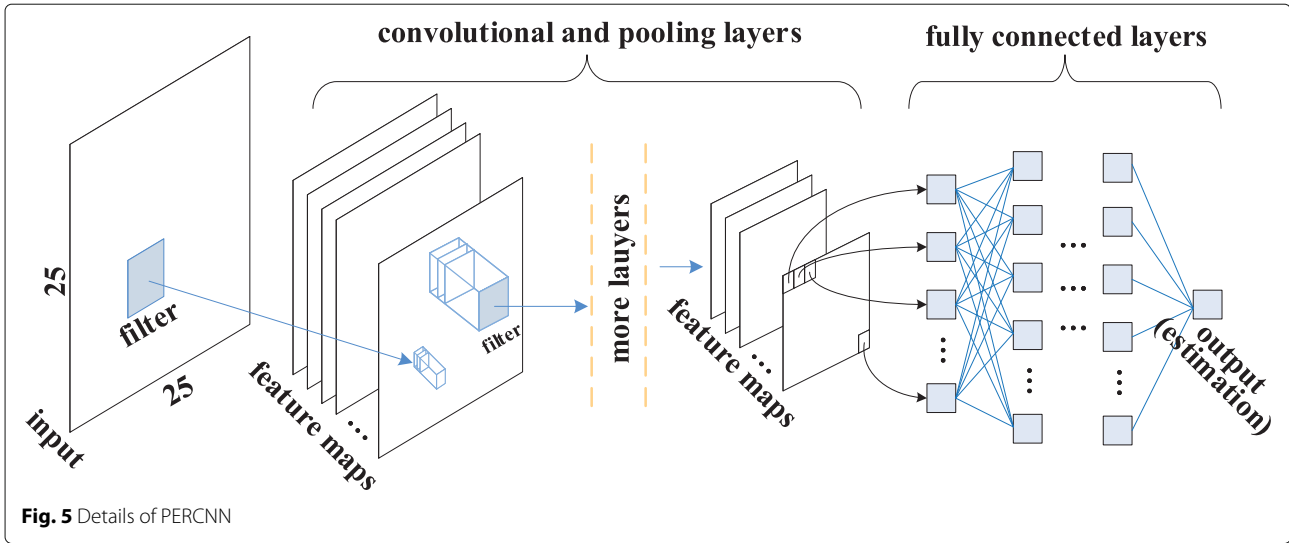 convolutional and pooling layers
fully connected layers
25
filter
25
input
feature maps
...
filter
more lauyers
feature maps
...
...
...
...
...
...
...
...
output
(estimation)
Fig. 5 Details of PERCNN